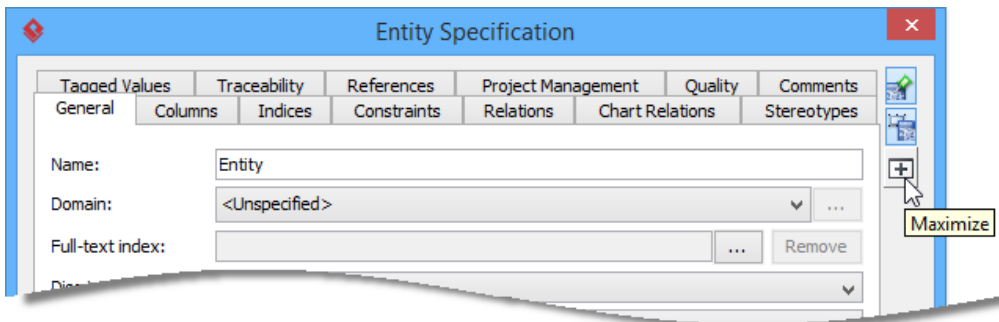 Entity Specification
Tagged Values Traceability References Project Management Quality Comments
General Columns Indices Constraints Relations Chart Relations Stereotypes
Name: Entity
Domain: <Unspecified> ...
Maximize
Full-text index: ... Remove